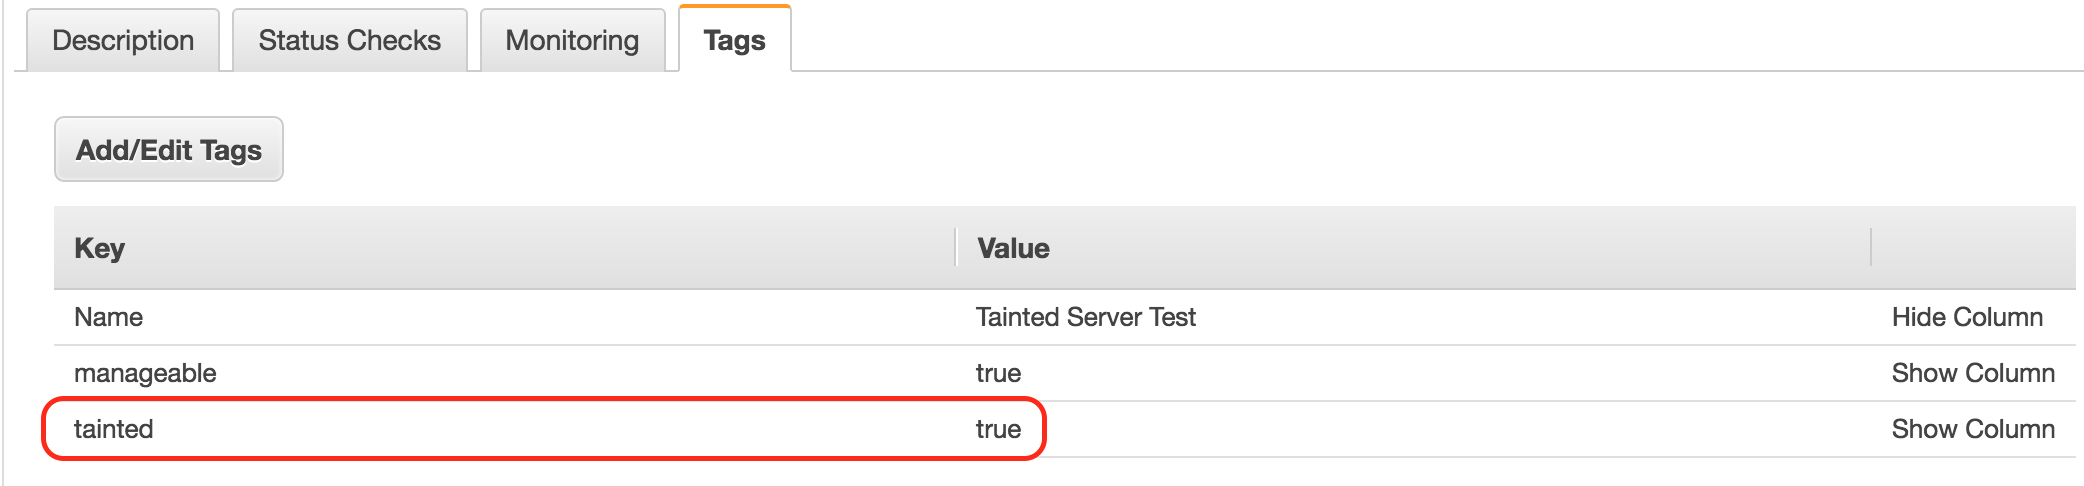 Description Status Checks Monitoring Tags
Add/Edit Tags
Key Value
Name Tainted Server Test Hide Column
manageable true Show Column
tainted true Show Column